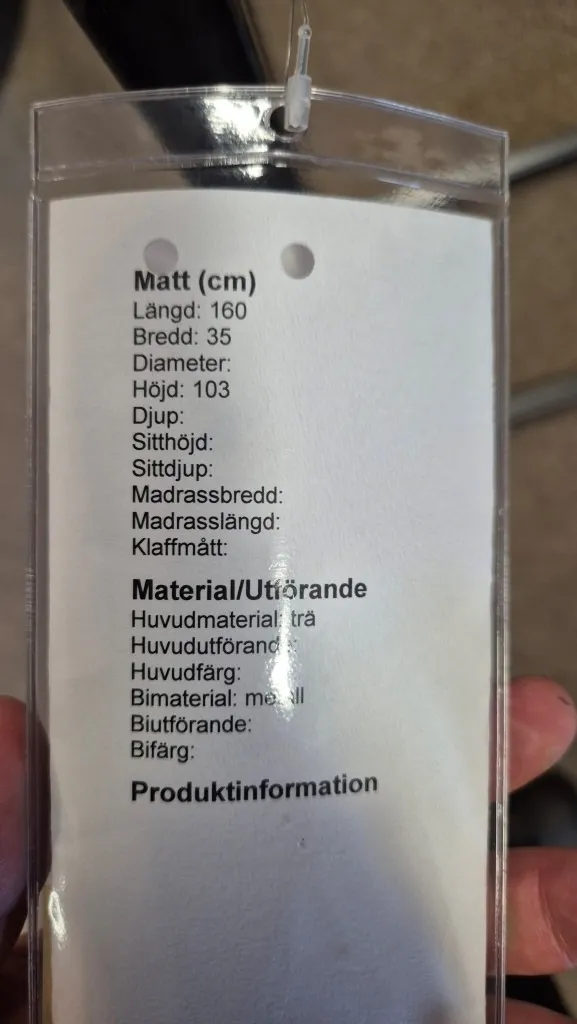 Mått (cm)
Längd: 160
Bredd: 35
Diameter:
Höjd: 103
Djup:
Sitthöjd:
Sittdjup:
Madrassbredd:
Madrasslängd:
Klaffmått:
Material/Utförande
Huvudmaterial: trä
Huvudutförande:
Huvudfärg:
Bimaterial: metall
Biutförande:
Bifärg:
Produktinformation